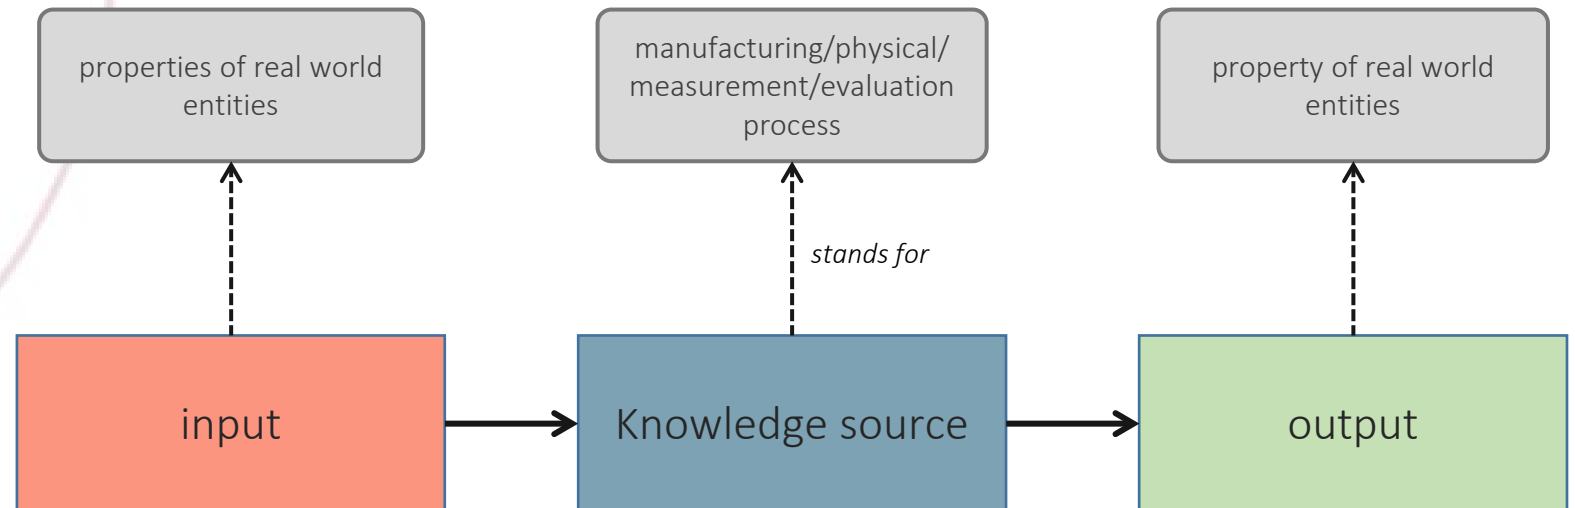 properties of real world
entities
manufacturing/physical/
measurement/evaluation
process
property of real world
entities
stands for
input
Knowledge source
output